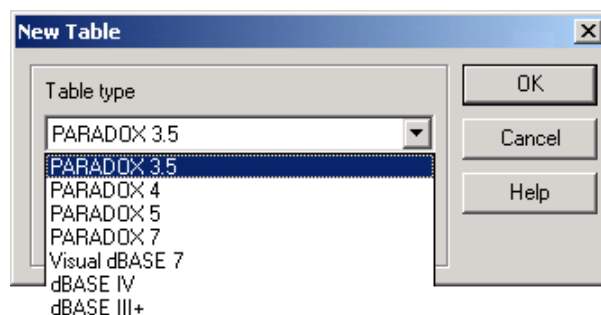 New Table
Table type
OK
PARADOX 3.5
Cancel
PARADOX 3.5
PARADOX 4
Help
PARADOX 5
PARADOX 7
Visual dBASE 7
dBASE IV
dBASE III+